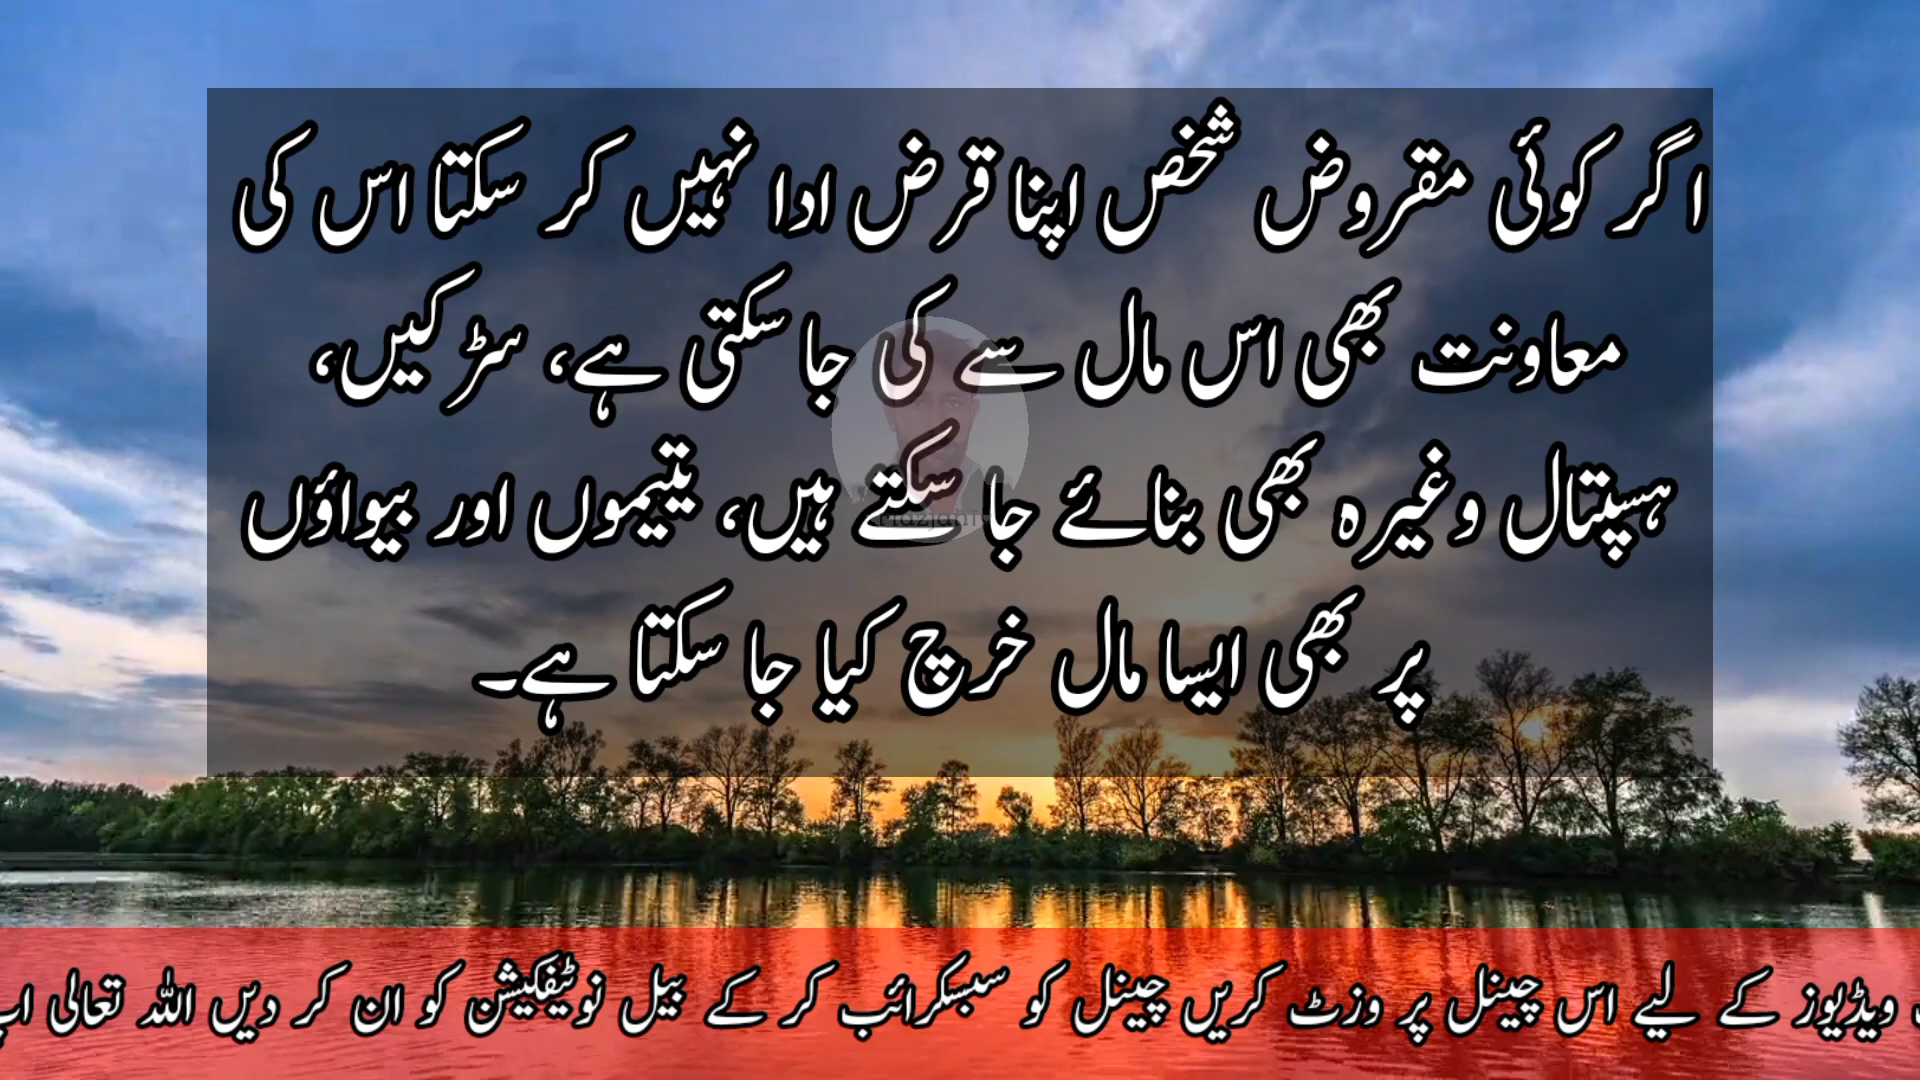 اگر کوئی مقروض شخص اپنا قرض ادا نہیں کر سکتا اس کی
معاونت بھی اس مال سے کی جا سکتی ہے، سڑکیں،
ہسپتال وغیرہ بھی بنائے جا سکتے ہیں، یتیموں اور بیواؤں
پر بھی ایسا مال خرچ کیا جا سکتا ہے۔
ویڈیوز کے لیے اس چینل پر وزٹ کریں چینل کو سبسکرائب کر کے بیل نوٹیفکیشن کو ان کر دیں اللہ تعالی